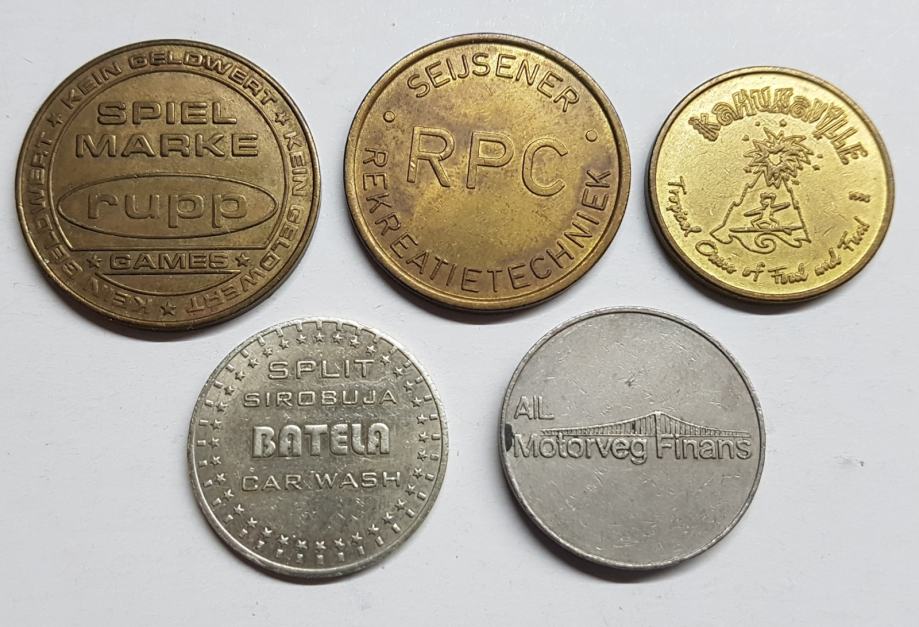 ★ KEIN GELDWERT ★ KEIN GELDWERT ★ KEIN GELDWERT
SPIEL
MARKE
rupp
★ GAMES ★
• SEIJSENER •
RPC
REKREATIETECHNIEK
KAHUNAVILLE
Tropical Oasis of Food and Fun!
SPLIT
SIROBUJA
BATELA
CAR WASH
A/L
Motorveg Finans